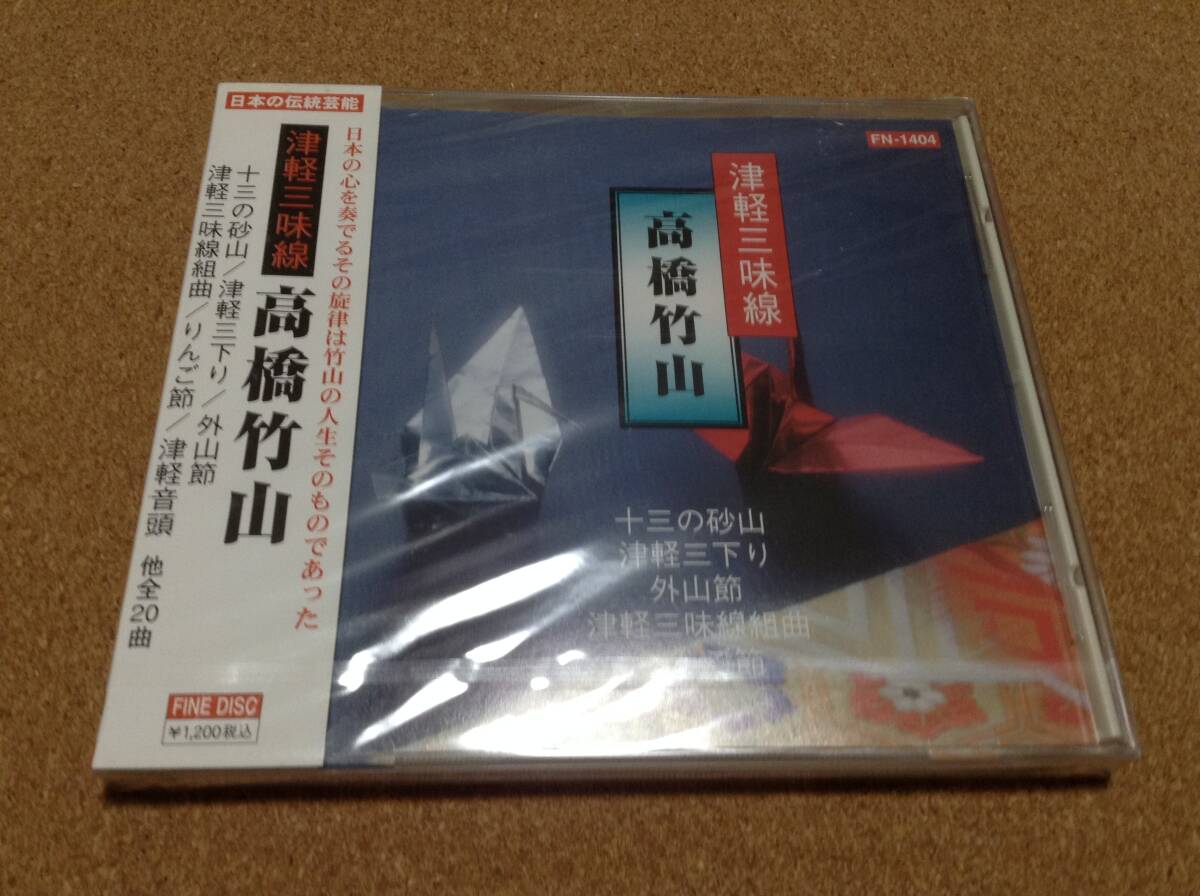 日本の伝統芸能
日本の心を奏でるその旋律は竹山の人生そのものであった
津軽三味線
高橋竹山
十三の砂山/津軽三下り/外山節
津軽三味線組曲/りんご節/津軽音頭 他全20曲
FINE DISC
¥1,200税込
FN-1404
津軽三味線
高橋竹山
十三の砂山
津軽三下り
外山節
津軽三味線組曲
節